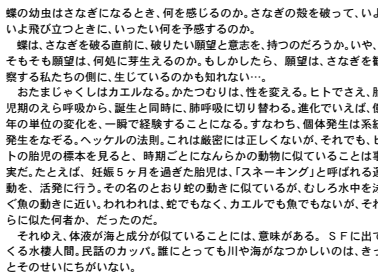 蝶の幼虫はさなぎになるとき、何を感じるのか。さなぎの殻を破って、いよ
いよ飛び立つときに、いったい何を予感するのか。
蝶は、さなぎを破る直前に、破りたい願望と意志を、持つのだろうか。いや、
そもそも願望は、何処に芽生えるのか。もしかしたら、願望は、さなぎを観
察する私たちの側に、生じているのかも知れない…。
おたまじゃくしはカエルなる。かたつむりは、性を変える。ヒトでさえ、胎
児期のえら呼吸から、誕生と同時に、肺呼吸に切り替わる。進化でいえば、億
年の単位の変化を、一瞬で経験することになる。すなわち、個体発生は系統
発生をなぞる。ヘッケルの法則。これは厳密には正しくないが、それでも、ヒ
トの胎児の標本を見ると、時期ごとになんらかの動物に似ていることは事
実だ。たとえば、妊娠5ヶ月を過ぎた胎児は、「スネーキング」と呼ばれる運
動を、活発に行う。その名のとおり蛇の動きに似ているが、むしろ水中を泳
ぐ魚の動きに近い。われわれは、蛇でもなく、カエルでも魚でもないが、それ
らに似た何者か、だったのだ。
それゆえ、体液が海と成分が似ていることには、意味がある。SFに出て
くる水棲人間。民話のカッパ。誰にとっても川や海がなつかしいのは、きっ
とそのせいにちがいない。